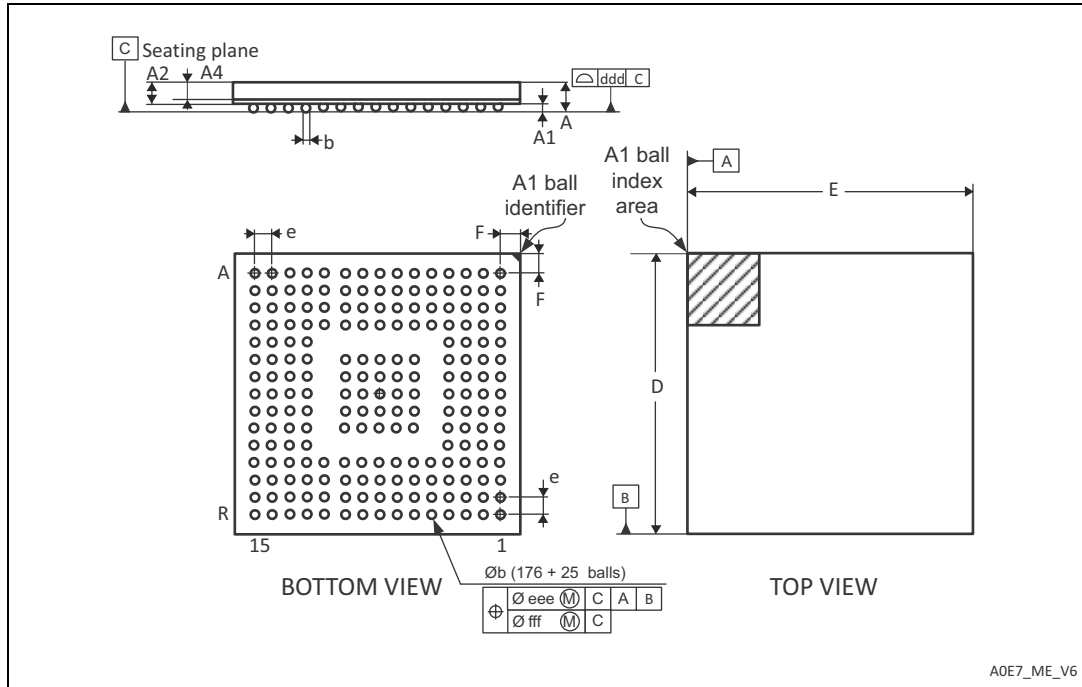 C Seating plane
A2 A4
ddd C
A
A1
b
A1 ball
identifier
A1 ball
index
area
A
E
e
F
A
F
D
e
B
R
15 1
Øb (176 + 25 balls)
BOTTOM VIEW
TOP VIEW
Ø eee M C A B
Ø fff M C
A0E7_ME_V6